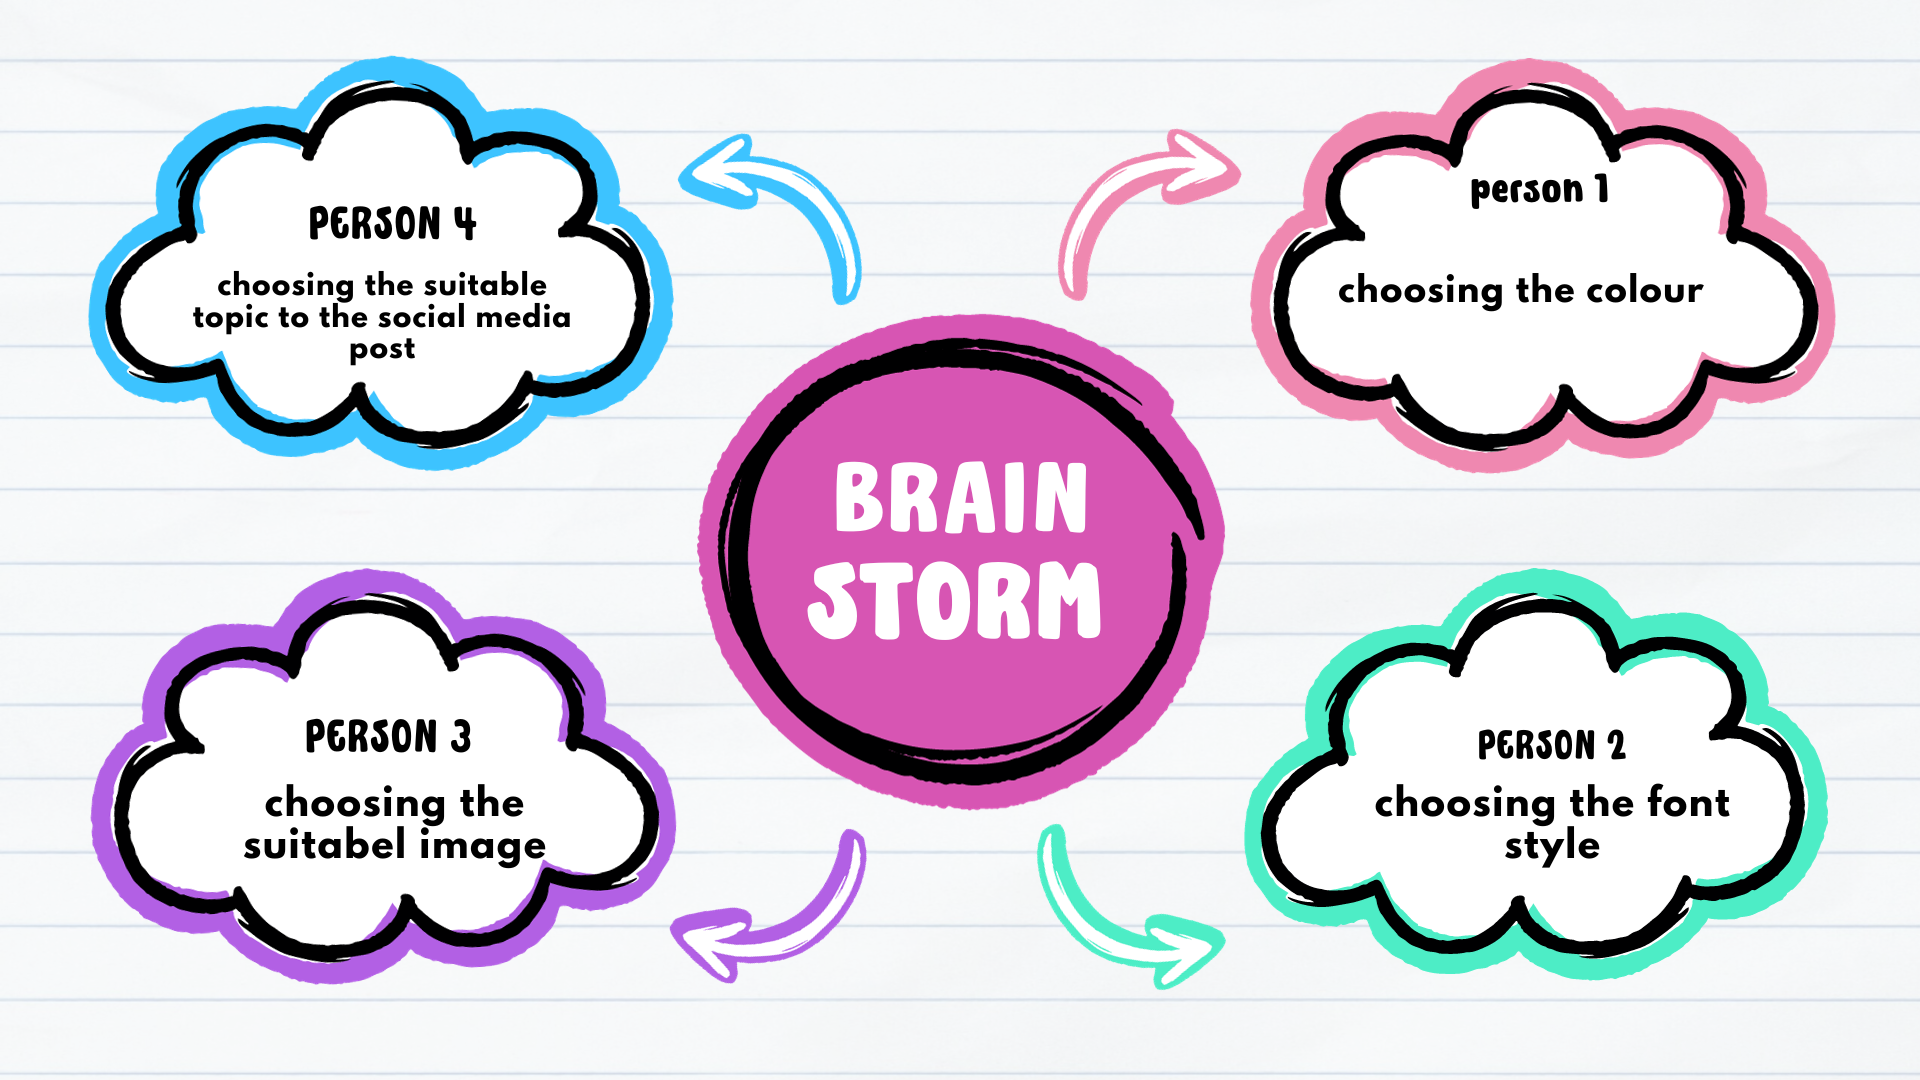 PERSON 4
choosing the suitable
topic to the social media
post
person 1
choosing the colour
BRAIN
STORM
PERSON 3
choosing the
suitabel image
PERSON 2
choosing the font
style